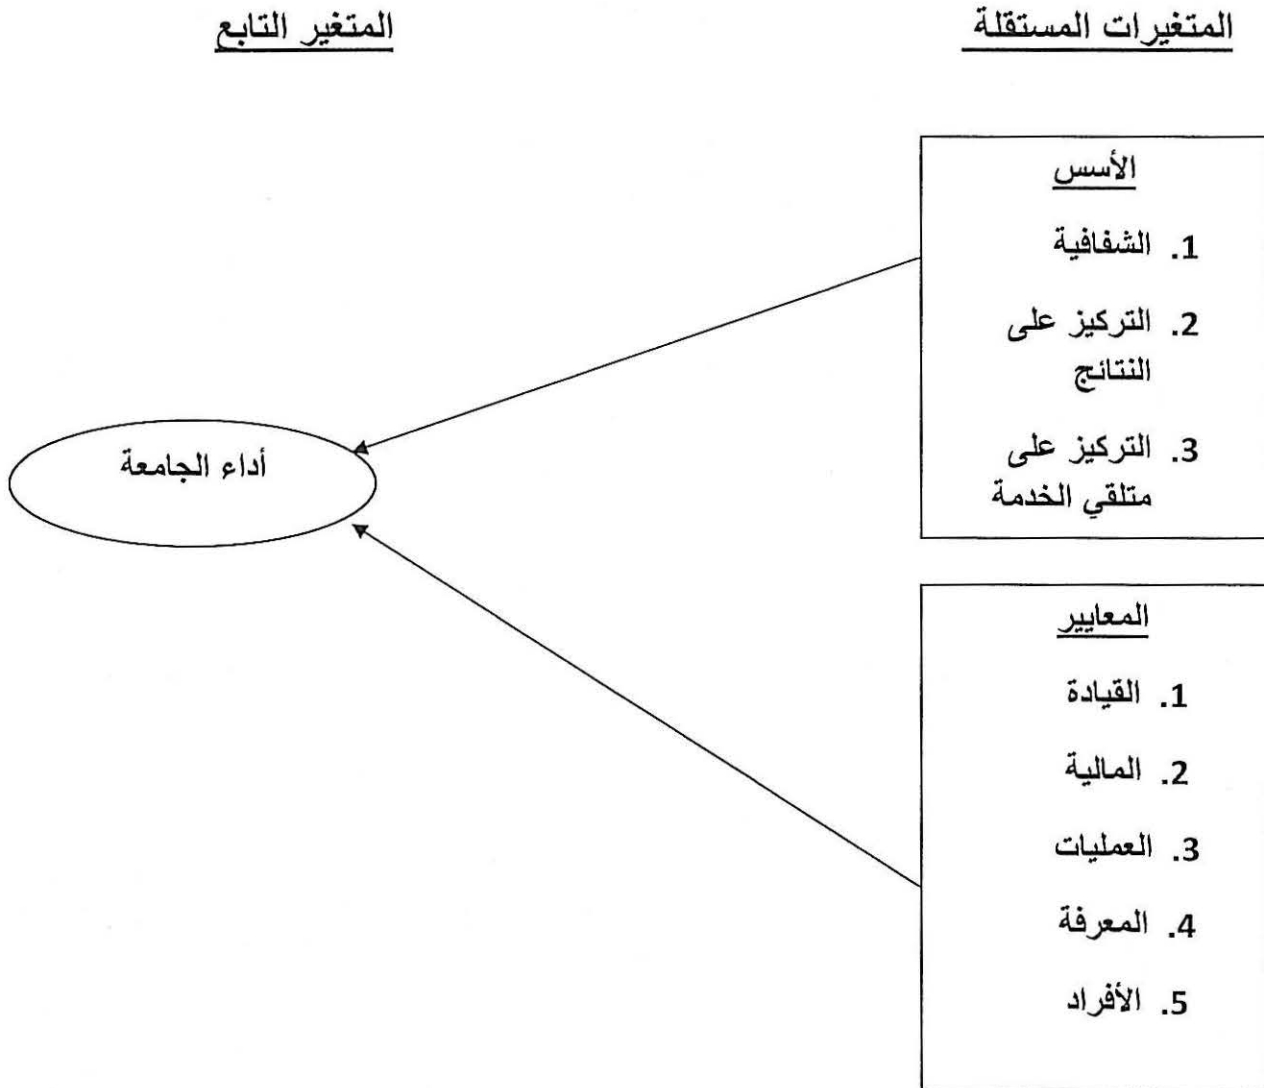 المتغيرات المستقلة
المتغير التابع
الأسس
1. الشفافية
2. التركيز على
النتائج
3. التركيز على
متلقي الخدمة
أداء الجامعة
المعايير
1. القيادة
2. المالية
3. العمليات
4. المعرفة
5. الأفراد